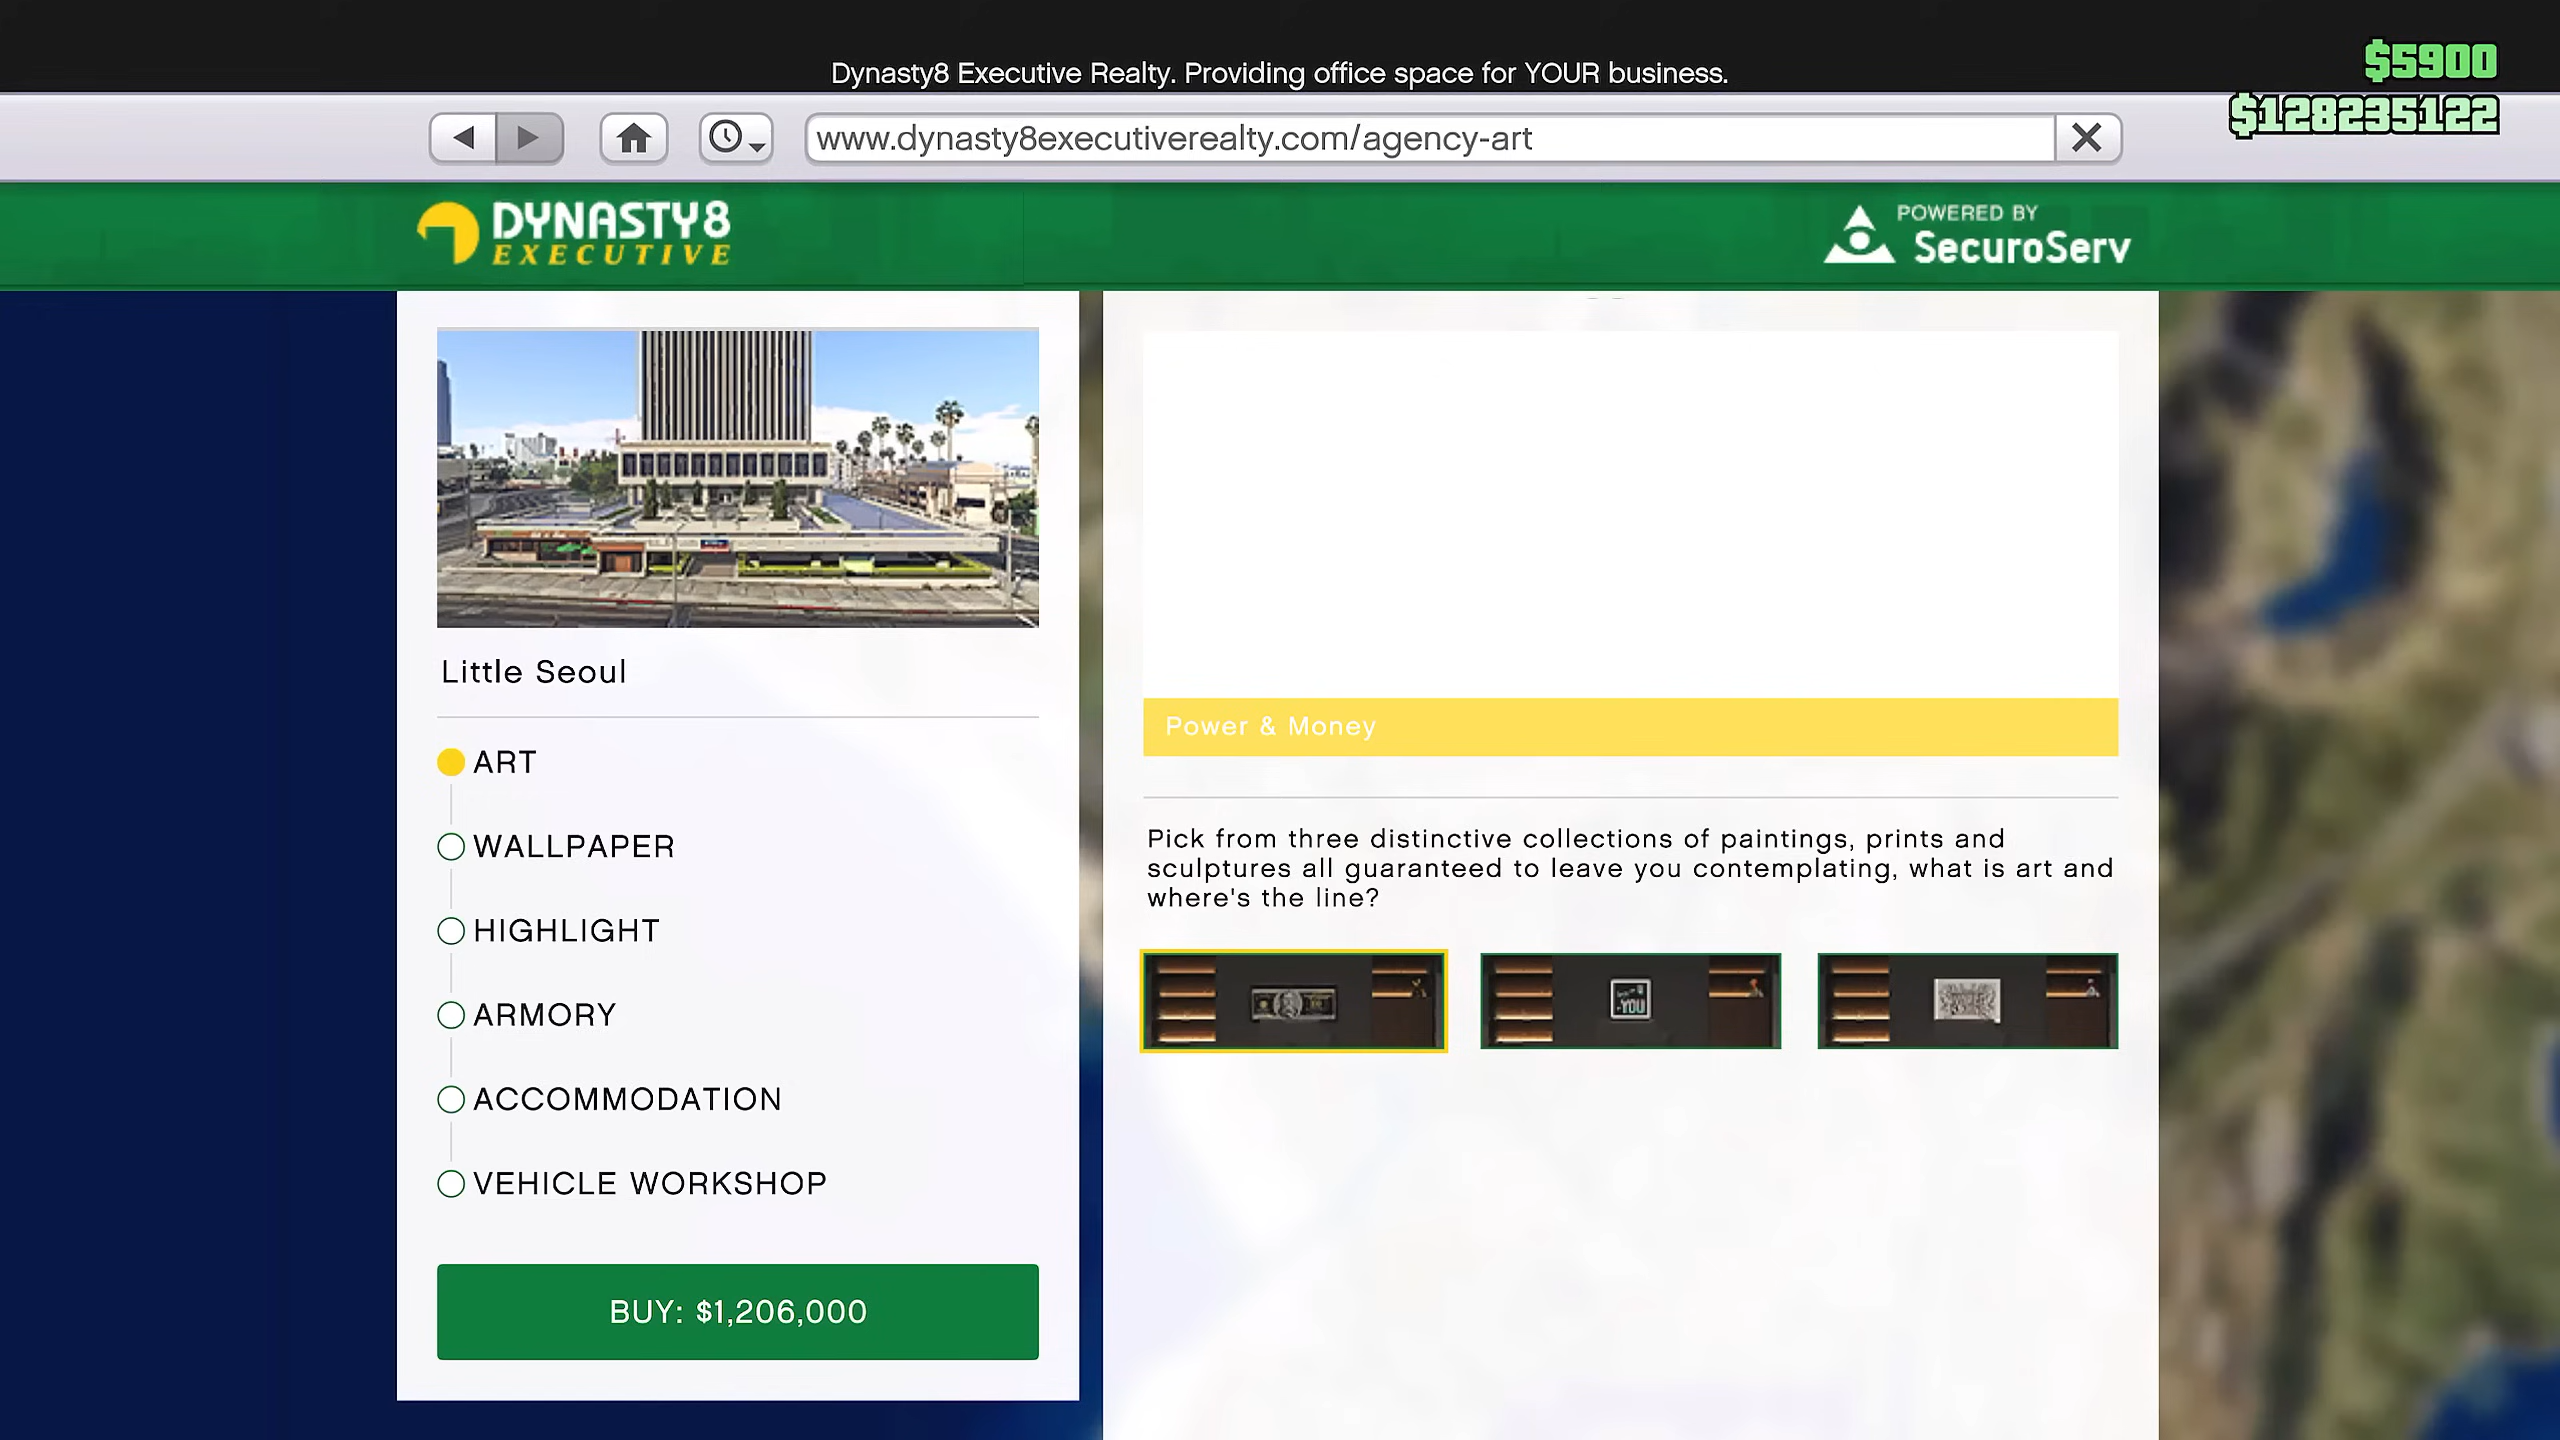 Dynasty8 Executive Realty. Providing office space for YOUR business.
$5900
$128235122
www.dynasty8executiverealty.com/agency-art
DYNASTY8
EXECUTIVE
POWERED BY
SecuroServ
Little Seoul
ART
WALLPAPER
HIGHLIGHT
ARMORY
ACCOMMODATION
VEHICLE WORKSHOP
BUY: $1,206,000
Power & Money
Pick from three distinctive collections of paintings, prints and
sculptures all guaranteed to leave you contemplating, what is art and
where's the line?
YOU